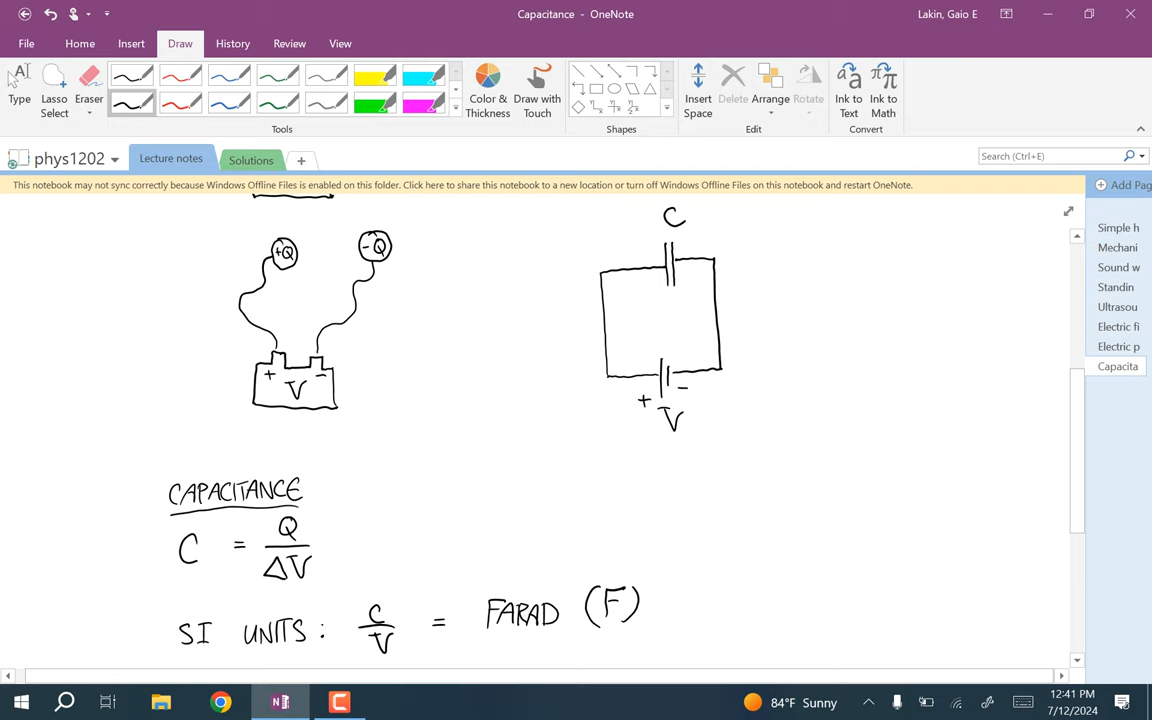 Capacitance - OneNote
Lakin, Gaio E
File Home Insert Draw History Review View
Type
Lasso Select
Eraser
Color & Thickness
Draw with Touch
Insert Space
Delete
Arrange
Rotate
Ink to Text
Ink to Math
Tools
Shapes
Edit
Convert
phys1202
Lecture notes
Solutions
Search (Ctrl+E)
This notebook may not sync correctly because Windows Offline Files is enabled on this folder. Click here to share this notebook to a new location or turn off Windows Offline Files on this notebook and restart OneNote.
Add Pag
Simple h
Mechani
Sound w
Standin
Ultrasou
Electric fi
Electric p
Capacita
+Q
-Q
+ V -
C
+ -
V
CAPACITANCE
C = Q/ΔV
SI UNITS: C/V = FARAD (F)
84°F Sunny
12:41 PM
7/12/2024